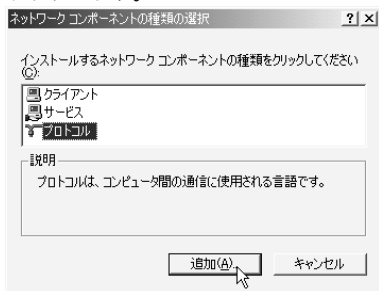 ネットワーク コンポーネントの種類の選択
インストールするネットワーク コンポーネントの種類をクリックしてください
(C):
クライアント
サービス
プロトコル
説明
プロトコルは、コンピュータ間の通信に使用される言語です。
追加(A)...
キャンセル